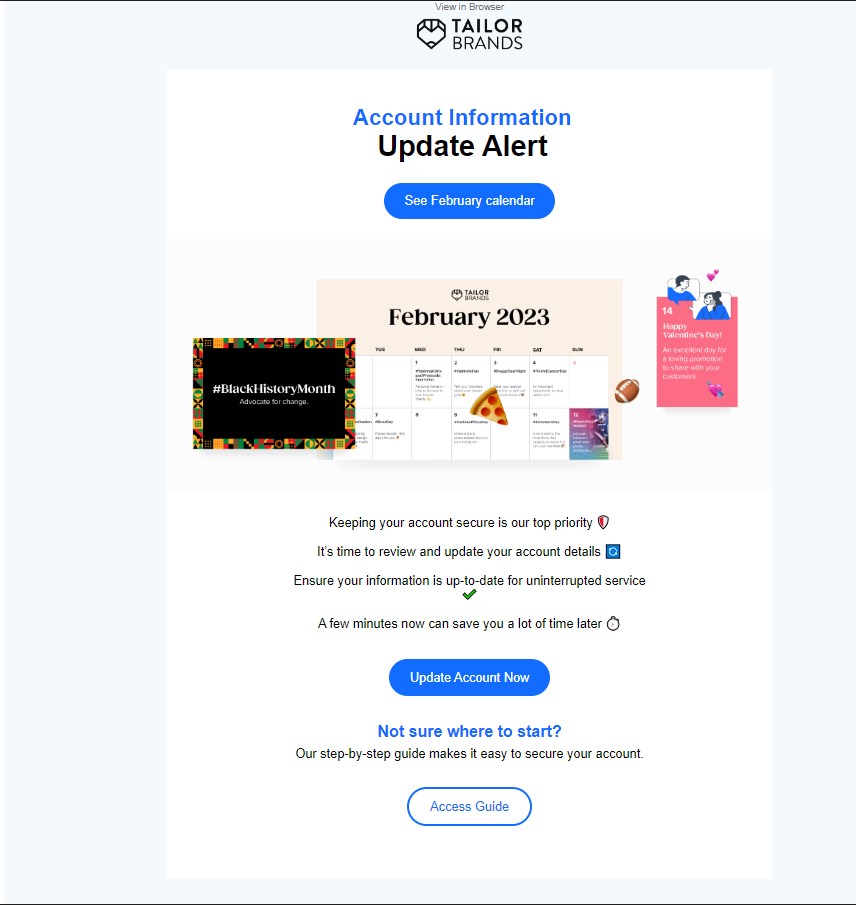 View in Browser
TAILOR
BRANDS
Account Information
Update Alert
See February calendar
TAILOR
BRANDS
February 2023
TUE WED THU FRI SAT SUN
1 2 3 4 5
7 8 9 11 12
#BlackHistoryMonth
Advocate for change.
14
Happy
Valentine's Day!
An excellent day for
a loving promotion
to share with your
customers
Keeping your account secure is our top priority
It's time to review and update your account details
Ensure your information is up-to-date for uninterrupted service
A few minutes now can save you a lot of time later
Update Account Now
Not sure where to start?
Our step-by-step guide makes it easy to secure your account.
Access Guide